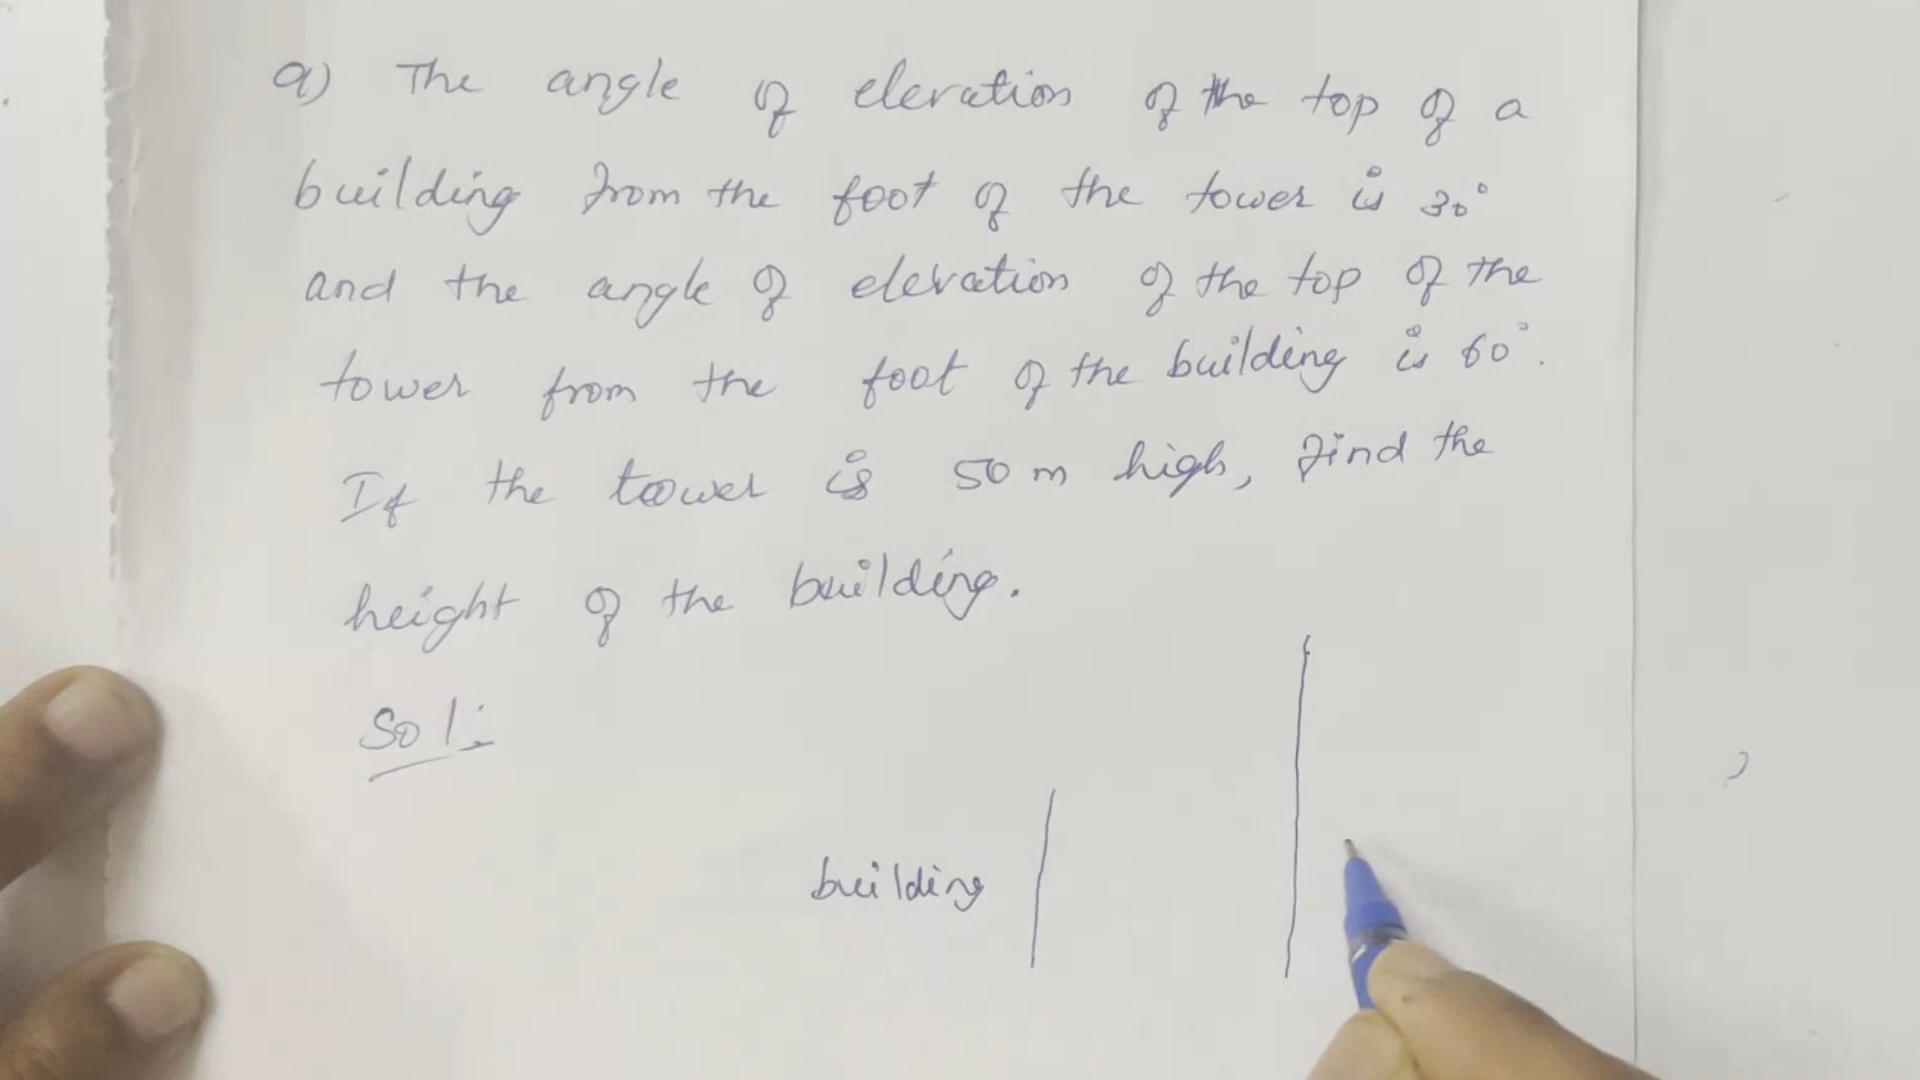 Q) The angle of elevation of the top of a
building from the foot of the tower is 30°
and the angle of elevation of the top of the
tower from the foot of the building is 60°.
If the tower is 50 m high, find the
height of the building.
Sol:
building